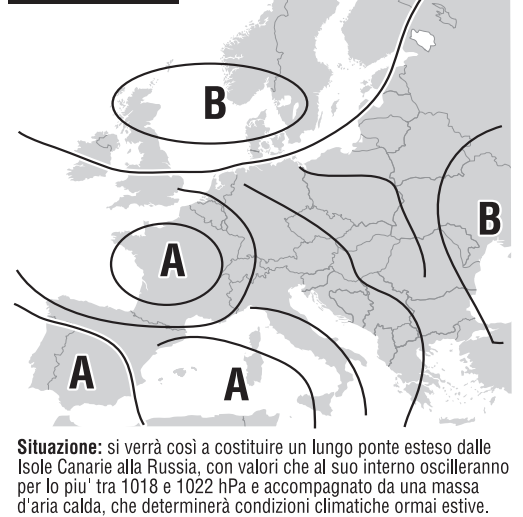 B
B
A
A
A
Situazione: si verrà così a costituire un lungo ponte esteso dalle
Isole Canarie alla Russia, con valori che al suo interno oscilleranno
per lo piu' tra 1018 e 1022 hPa e accompagnato da una massa
d'aria calda, che determinerà condizioni climatiche ormai estive.